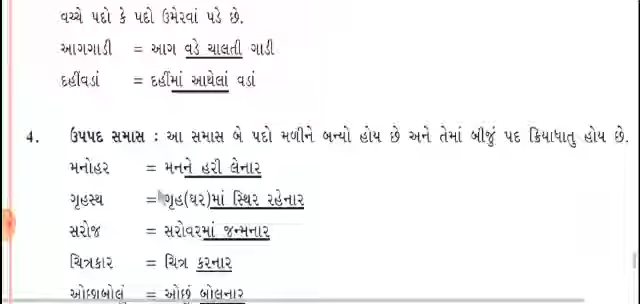 વચ્ચે પદો કે પદો ઉમેરવાં પડે છે.
આગગાડી = આગ વડે ચાલતી ગાડી
દહીંવડાં = દહીંમાં આથેલાં વડાં
4. ઉપપદ સમાસ : આ સમાસ બે પદો મળીને બન્યો હોય છે અને તેમાં બીજું પદ ક્રિયાધાતુ હોય છે.
મનોહર = મનને હરી લેનાર
ગૃહસ્થ = ગૃહ(ઘર)માં સ્થિર રહેનાર
સરોજ = સરોવરમાં જન્મનાર
ચિત્રકાર = ચિત્ર કરનાર
ઓછાબોલું = ઓછું બોલનાર